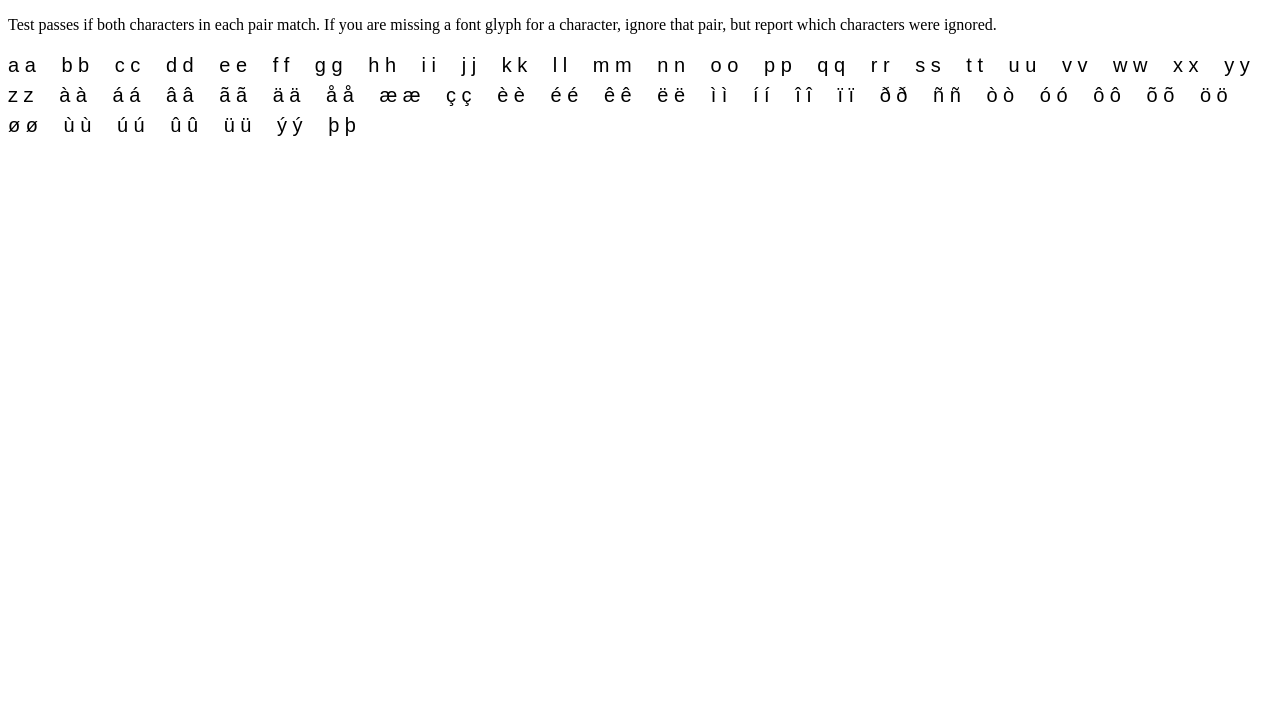 Test passes if both characters in each pair match. If you are missing a font glyph for a character, ignore that pair, but report which characters were ignored.
a a b b c c d d e e f f g g h h i i j j k k l l m m n n o o p p q q r r s s t t u u v v w w x x y y
z z à à á á â â ã ã ä ä å å æ æ ç ç è è é é ê ê ë ë ì ì í í î î ï ï ð ð ñ ñ ò ò ó ó ô ô õ õ ö ö
ø ø ù ù ú ú û û ü ü ý ý þ þ